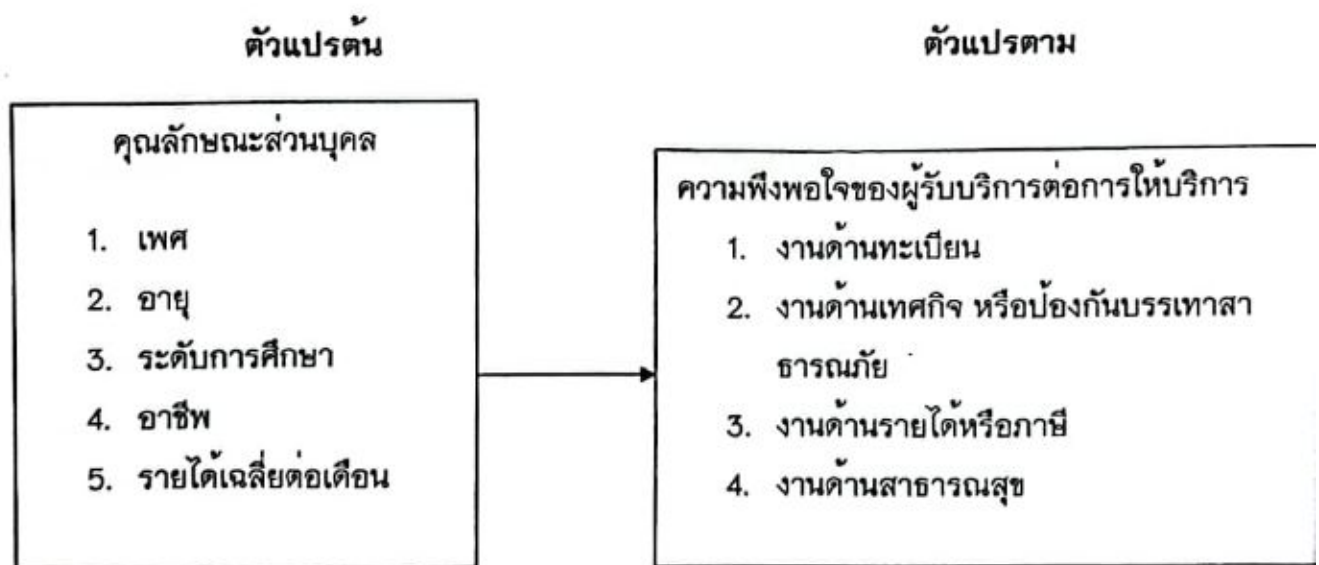 ตัวแปรต้น
ตัวแปรตาม
คุณลักษณะส่วนบุคล
1. เพศ
2. อายุ
3. ระดับการศึกษา
4. อาชีพ
5. รายได้เฉลี่ยต่อเดือน
ความพึงพอใจของผู้รับบริการต่อการให้บริการ
1. งานด้านทะเบียน
2. งานด้านเทศกิจ หรือป้องกันบรรเทาสา
ธารณภัย
3. งานด้านรายได้หรือภาษี
4. งานด้านสาธารณสุข